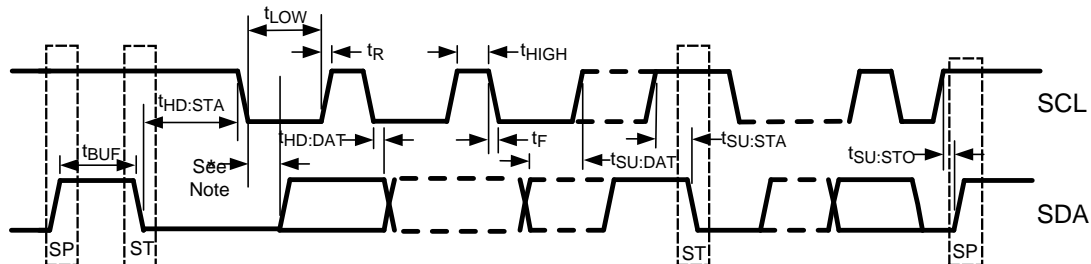 tLOW
tR
tHIGH
SCL
tHD:STA
tHD:DAT
tF
tSU:STA
tBUF
See
Note
tSU:DAT
tSU:STO
SDA
SP
ST
ST
SP